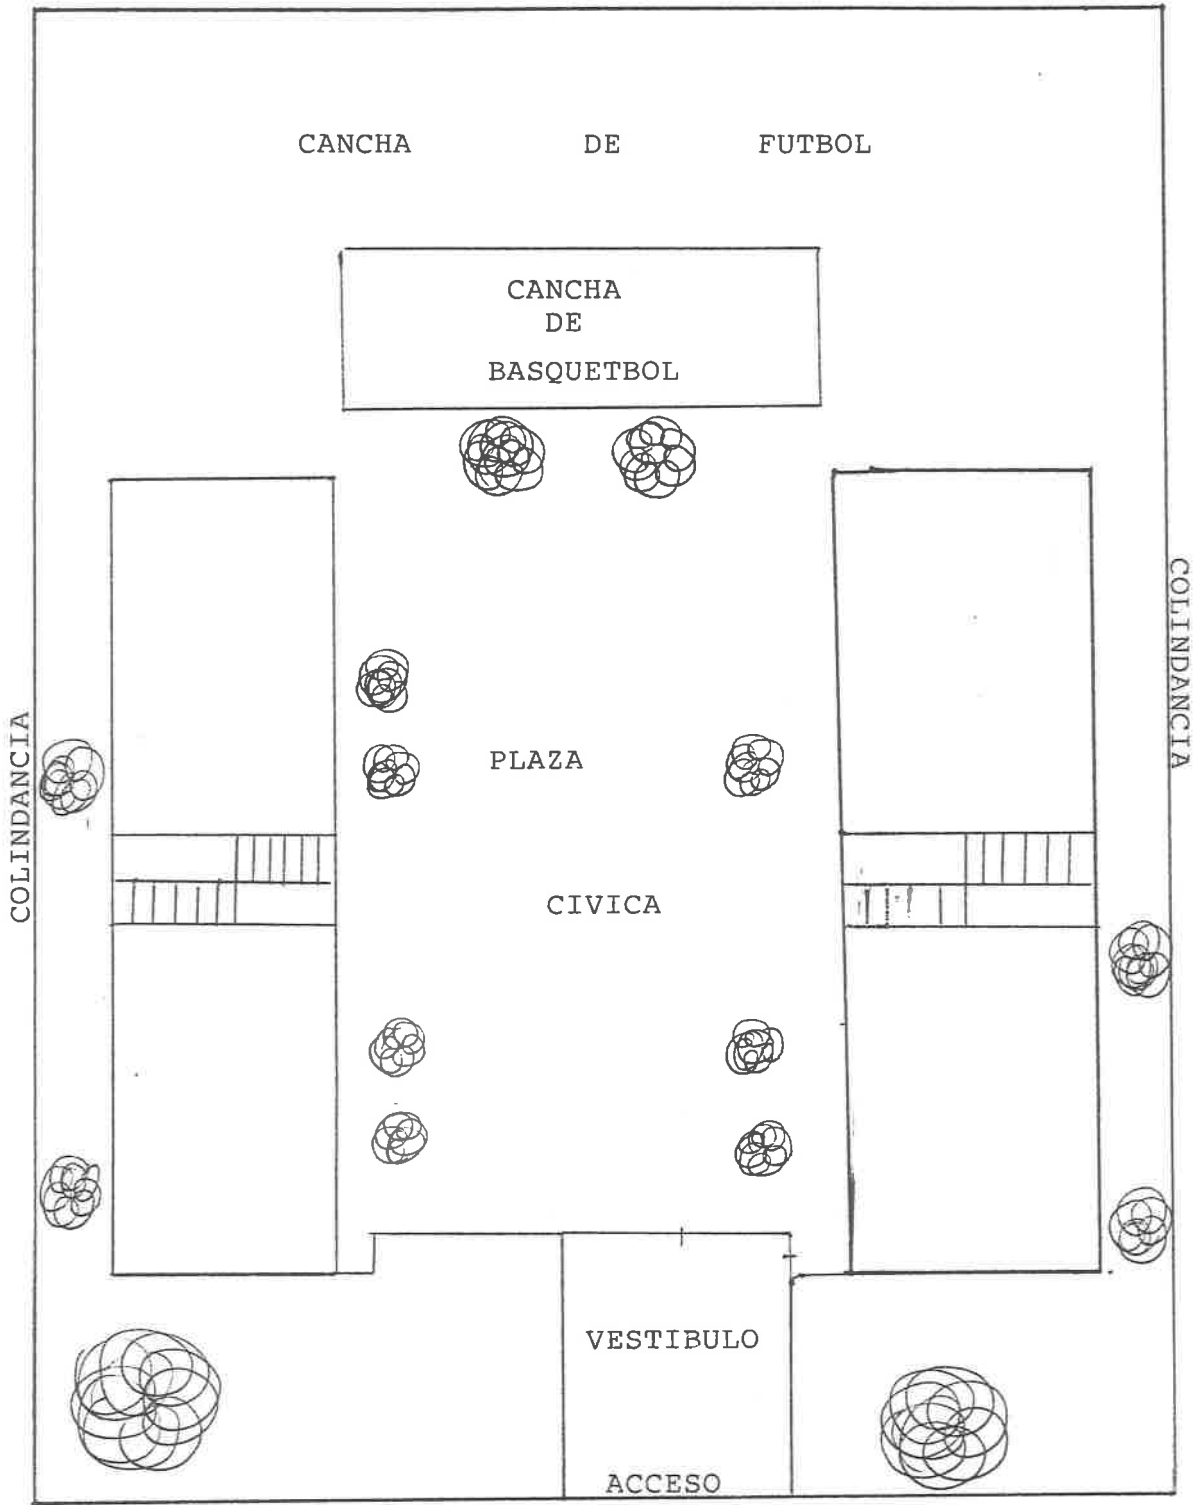 CANCHA DE FUTBOL
CANCHA
DE
BASQUETBOL
COLINDANCIA
COLINDANCIA
PLAZA
CIVICA
VESTIBULO
ACCESO